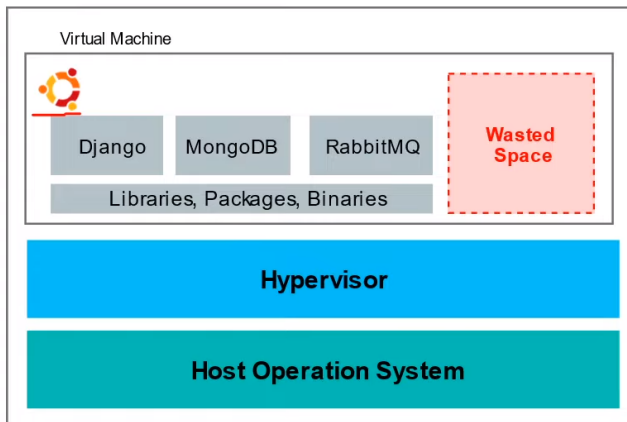 Virtual Machine
Django
MongoDB
RabbitMQ
Wasted
Space
Libraries, Packages, Binaries
Hypervisor
Host Operation System